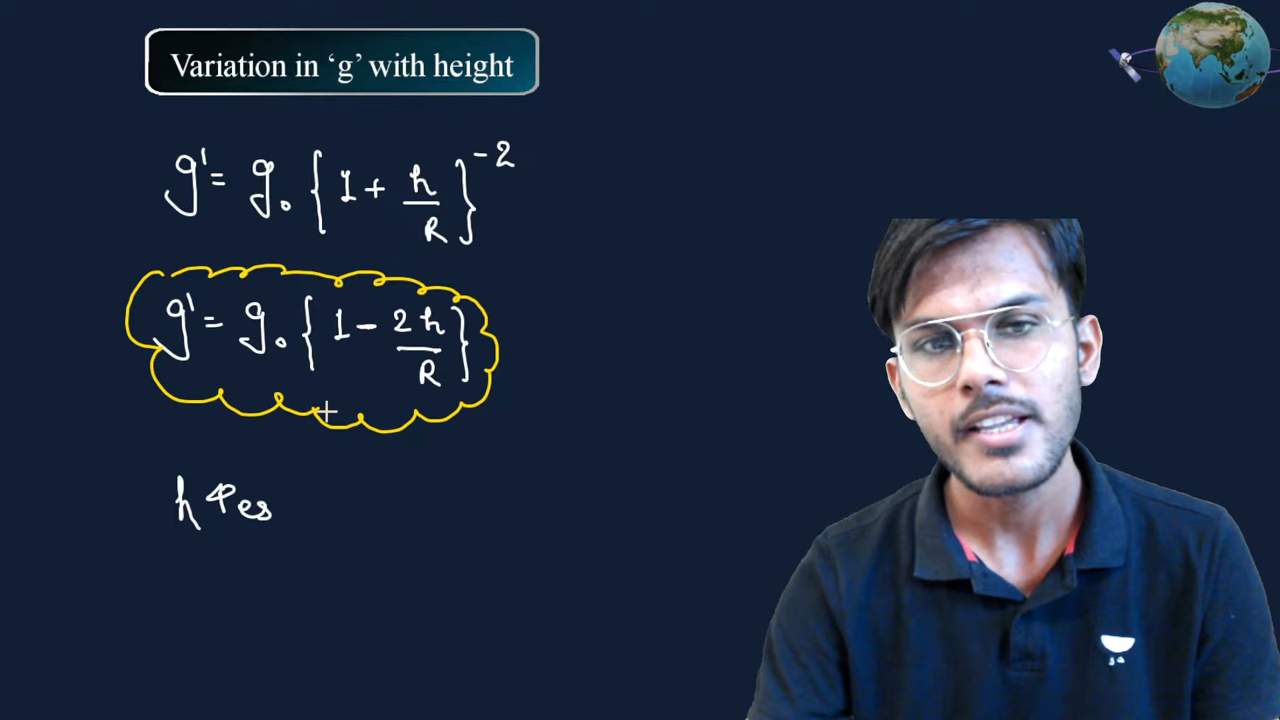 Variation in ‘g’ with height
g' = g₀ { 1 + h/R }⁻²
g' = g₀ { 1 - 2h/R }
h ↑es